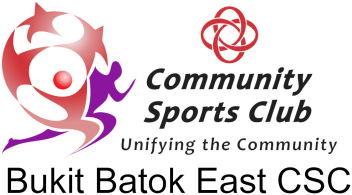 Community
Sports Club
Unifying the Community
Bukit Batok East CSC